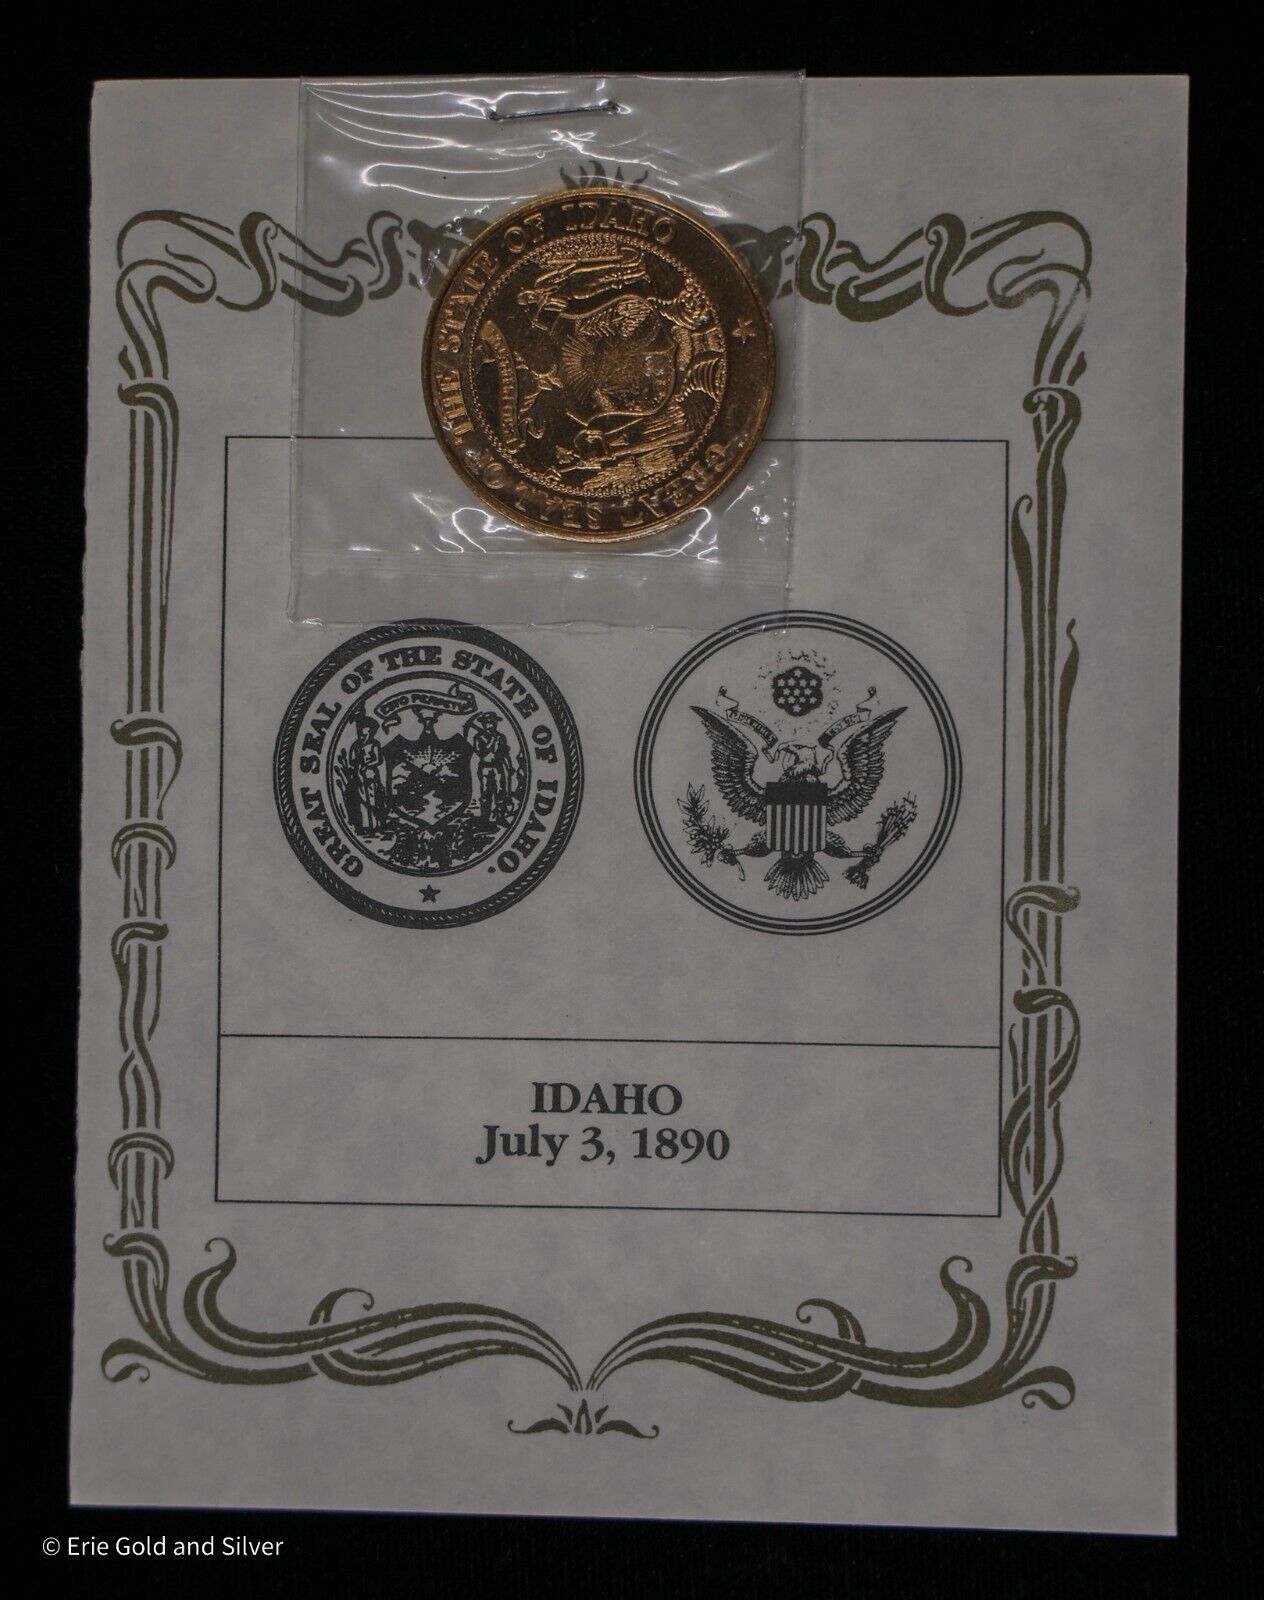 GREAT SEAL OF THE STATE OF IDAHO
GREAT SEAL OF THE STATE OF IDAHO.
ESTO PERPETUA
IDAHO
July 3, 1890
© Erie Gold and Silver